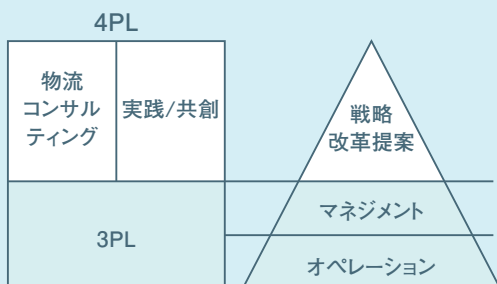 4PL
物流
コンサル
ティング
実践/共創
3PL
戦略
改革提案
マネジメント
オペレーション